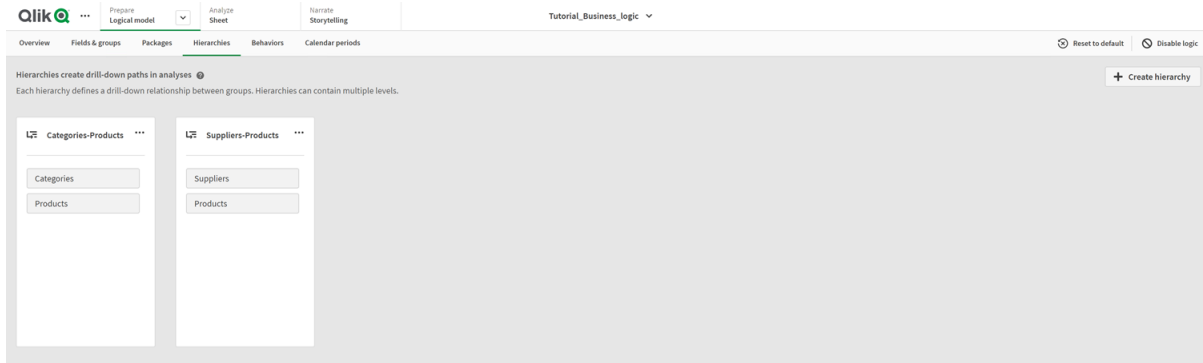 Qlik ... Prepare Analyze Narrate
Logical model Sheet Storytelling Tutorial_Business_logic
Overview Fields & groups Packages Hierarchies Behaviors Calendar periods Reset to default Disable logic
Hierarchies create drill-down paths in analyses ?
Each hierarchy defines a drill-down relationship between groups. Hierarchies can contain multiple levels.
+ Create hierarchy
Categories-Products ...
Categories
Products
Suppliers-Products ...
Suppliers
Products